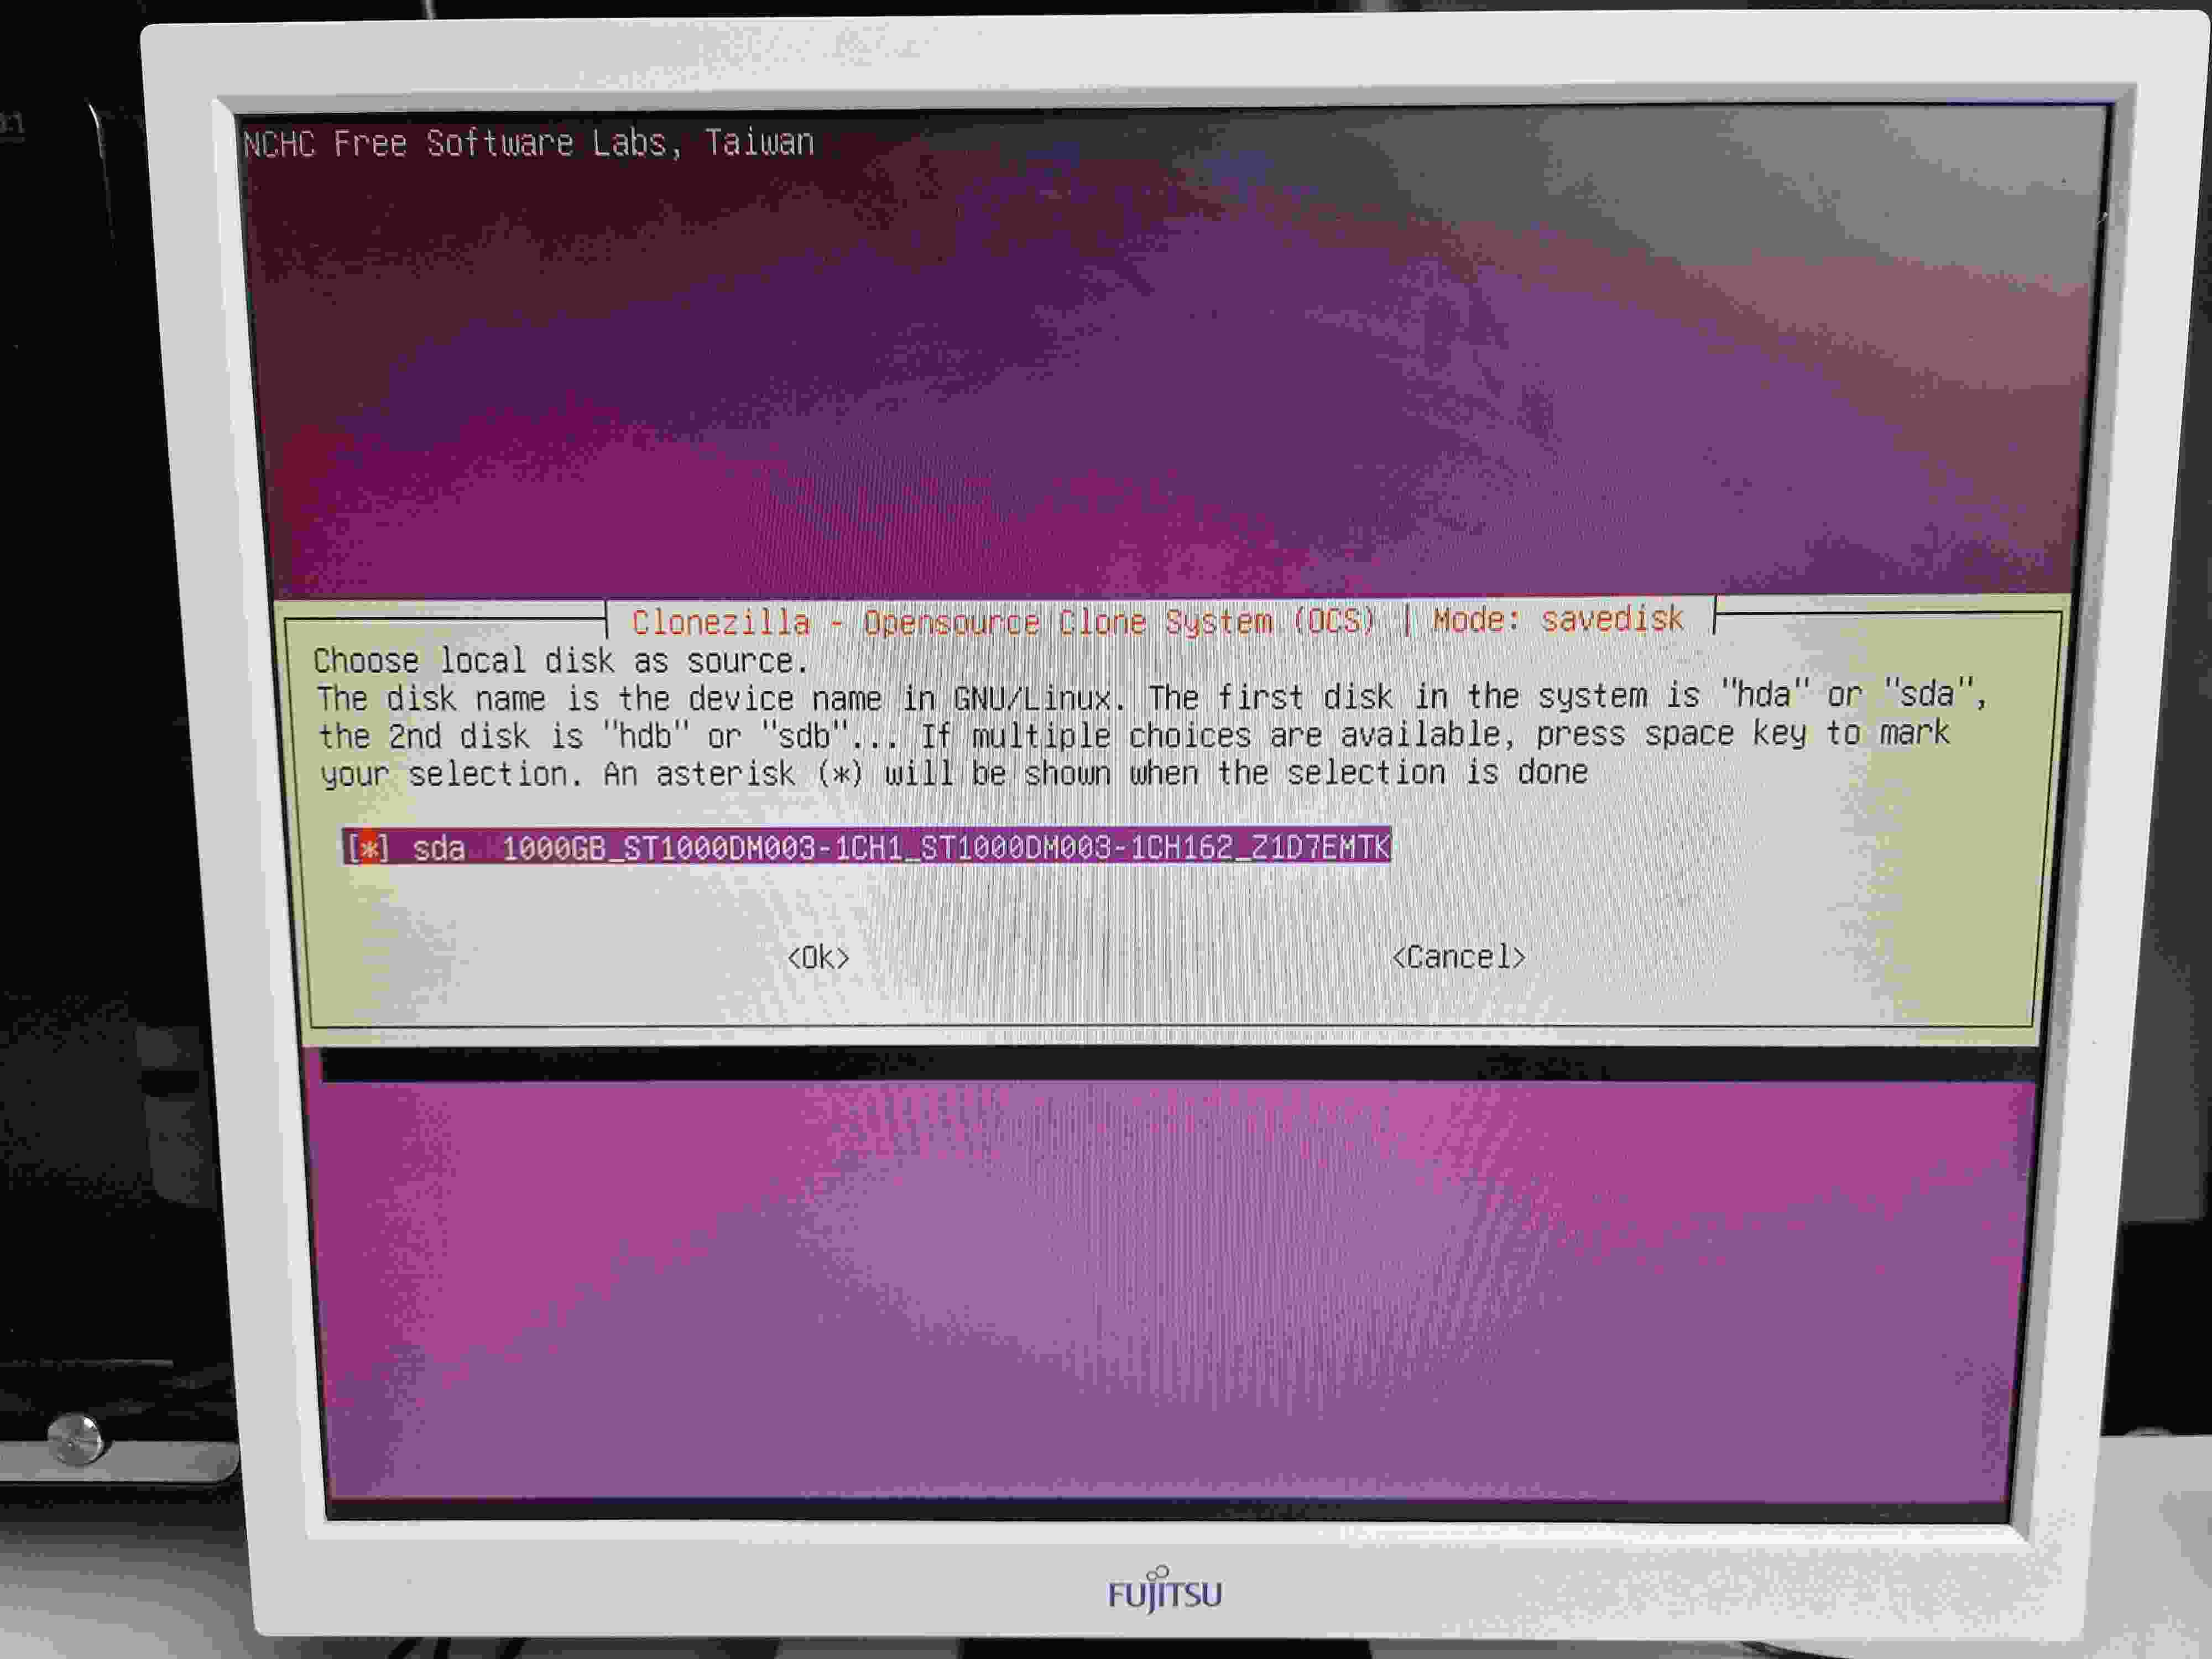 NCHC Free Software Labs, Taiwan
Clonezilla - Opensource Clone System (OCS) | Mode: savedisk
Choose local disk as source.
The disk name is the device name in GNU/Linux. The first disk in the system is "hda" or "sda",
the 2nd disk is "hdb" or "sdb"... If multiple choices are available, press space key to mark
your selection. An asterisk (*) will be shown when the selection is done
[*] sda 1000GB_ST1000DM003-1CH1_ST1000DM003-1CH162_Z1D7EMTK
<Ok> <Cancel>
FUJITSU